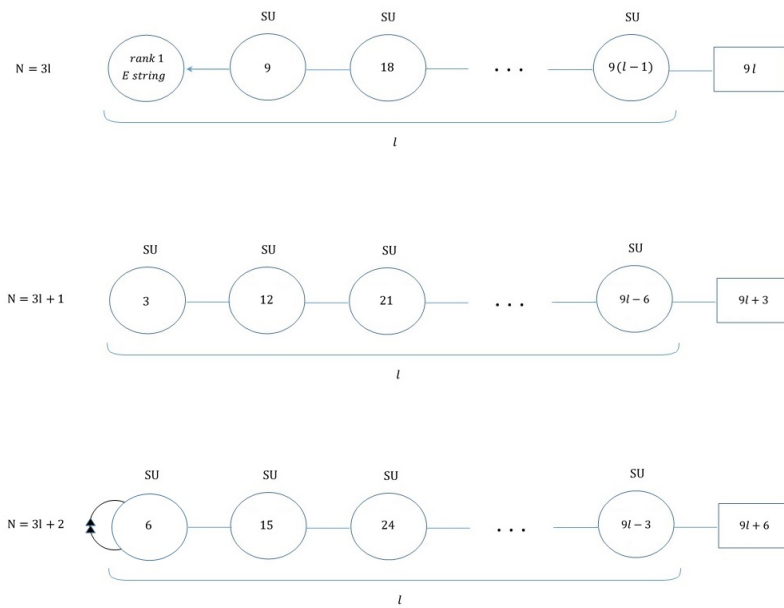 SU SU SU
N = 3l rank 1 E string 9 18 . . . 9(l−1) 9 l
l
SU SU SU SU
N = 3l + 1 3 12 21 . . . 9l − 6 9l + 3
l
SU SU SU SU
N = 3l + 2 6 15 24 . . . 9l − 3 9l + 6
l